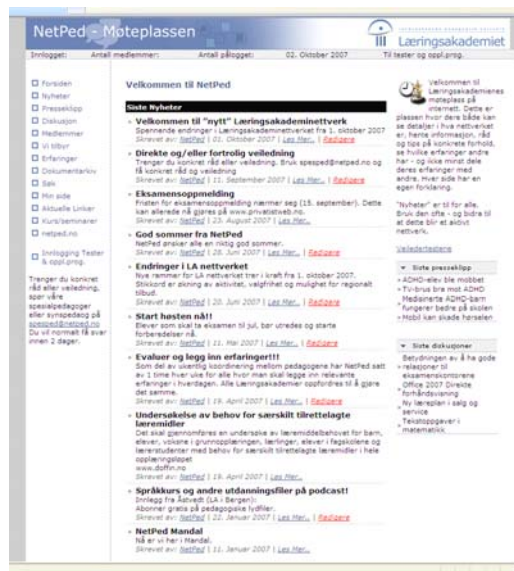 NetPed - Møteplassen
Læringsakademiet
Innlogget: Antall medlemmer: Antall pålogget: 02. Oktober 2007 Til tester og oppl.prog.
Forsiden
Nyheter
Presseklipp
Diskusjon
Medlemmer
Vi tilbyr
Erfaringer
Dokumentarkiv
Søk
Min side
Aktuelle Linker
Kurs/seminarer
netped.no
Innlogging Tester
& oppl.prog.
Trenger du konkret
råd eller veiledning,
spør våre
spesialpedagoger
eller synspedagog på
spesped@netped.no
Du vil normalt få svar
innen 2 dager.
Velkommen til NetPed
Siste Nyheter
Velkommen til "nytt" Læringsakademinettverk
Spennende endringer i Læringsakademinettverket fra 1. oktober 2007
Skrevet av: NetPed | 01. Oktober 2007 | Les Mer.. | Redigere
Direkte og/eller fortrolig veiledning
Trenger du konkret råd eller veiledning. Bruk spesped@netped.no og
få konkret råd og veiledning
Skrevet av: NetPed | 11. September 2007 | Les Mer.. | Redigere
Eksamensoppmelding
Fristen for eksamensoppmelding nærmer seg (15. september). Dette
kan allerede nå gjøres på www.privatistweb.no.
Skrevet av: NetPed | 23. August 2007 | Les Mer.. | Redigere
God sommer fra NetPed
NetPed ønsker alle en riktig god sommer.
Skrevet av: NetPed | 28. Juni 2007 | Les Mer.. | Redigere
Endringer i LA nettverket
Nye rammer for LA nettverket trer i kraft fra 1. oktober 2007.
Stikkord er økning av aktivitet, valgfrihet og mulighet for regionalt
tilbud.
Skrevet av: NetPed | 20. Juni 2007 | Les Mer.. | Redigere
Start høsten nå!!
Elever som skal ta eksamen til jul, bør utredes og starte
forberedelser nå.
Skrevet av: NetPed | 11. Mai 2007 | Les Mer.. | Redigere
Evaluer og legg inn erfaringer!!!
Som del av ukentlig koordinering mellom pedagogene har NetPed satt
av 1 time hver uke for alle hvor man skal legge inn relevante
erfaringer i hverdagen. Alle Læringsakademier oppfordres til å gjøre
det samme.
Skrevet av: NetPed | 19. April 2007 | Les Mer.. | Redigere
Undersøkelse av behov for særskilt tilrettelagte
læremidler
Det skal gjennomføres en undersøke av læremiddelbehovet for barn,
elever, voksne i grunnopplæringen, lærlinger, elever i fagskolene og
lærerstudenter med behov for særskilt tilrettelagte læremidler i hele
opplæringsløpet
www.doffin.no
Skrevet av: NetPed | 19. April 2007 | Les Mer.. | Redigere
Språkkurs og andre utdanningsfiler på podcast!
Innlegg fra Åstvedt (LA i Bergen):
Abonner gratis på pedagogiske lydfiler.
Skrevet av: NetPed | 22. Januar 2007 | Les Mer.. | Redigere
NetPed Mandal
Nå er vi her i Mandal.
Skrevet av: NetPed | 11. Januar 2007 | Les Mer..
Velkommen til
Læringsakademienes
møteplass på
internett. Dette er
plassen hvor dere både kan
se detaljer i hva nettverket
er, hente informasjon, råd
og tips på konkrete forhold,
se hvilke erfaringer andre
har - og ikke minst dele
deres erfaringer med
andre. Hver side har en
egen forklaring.
"Nyheter" er til for alle.
Bruk den ofte - og bidra til
at dette blir et aktivt
nettverk.
Veiledertestene
Siste presseklipp
ADHD-elev ble mobbet
TV-brus bra mot ADHD
Medisinerte ADHD-barn
fungerer bedre på skolen
Mobil kan skade hørselen
Siste diskusjoner
Betydningen av å ha gode
relasjoner til
eksamenskontorene
Office 2007 Direkte
forhåndsvisning
Ny læreplan i salg og
service
Tekstoppgaver i
matematikk